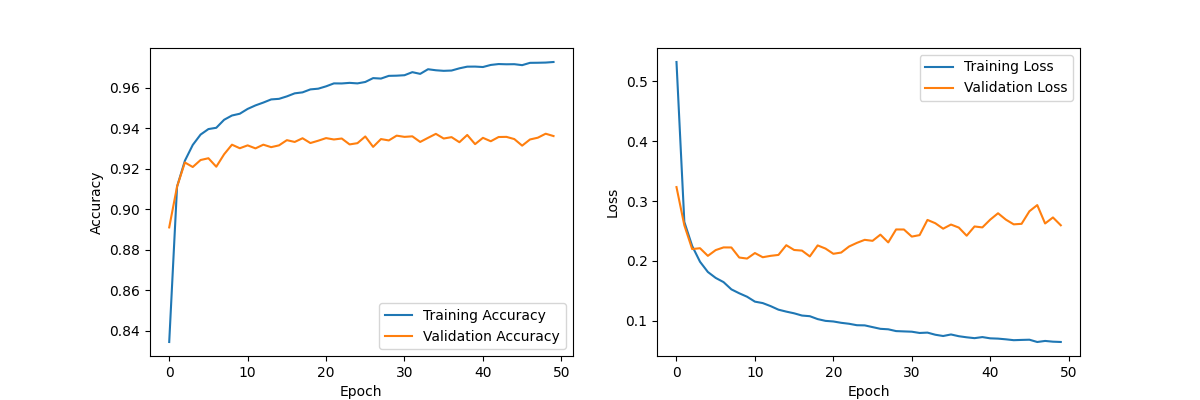 0.96
0.94
0.92
0.90
0.88
0.86
0.84
Accuracy
0 10 20 30 40 50
Epoch
Training Accuracy
Validation Accuracy
0.5
0.4
0.3
0.2
0.1
Loss
0 10 20 30 40 50
Epoch
Training Loss
Validation Loss